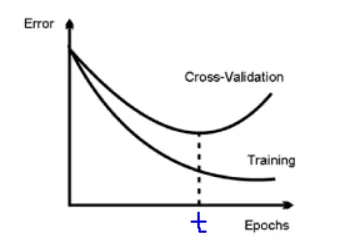 Error
Cross-Validation
Training
t
Epochs